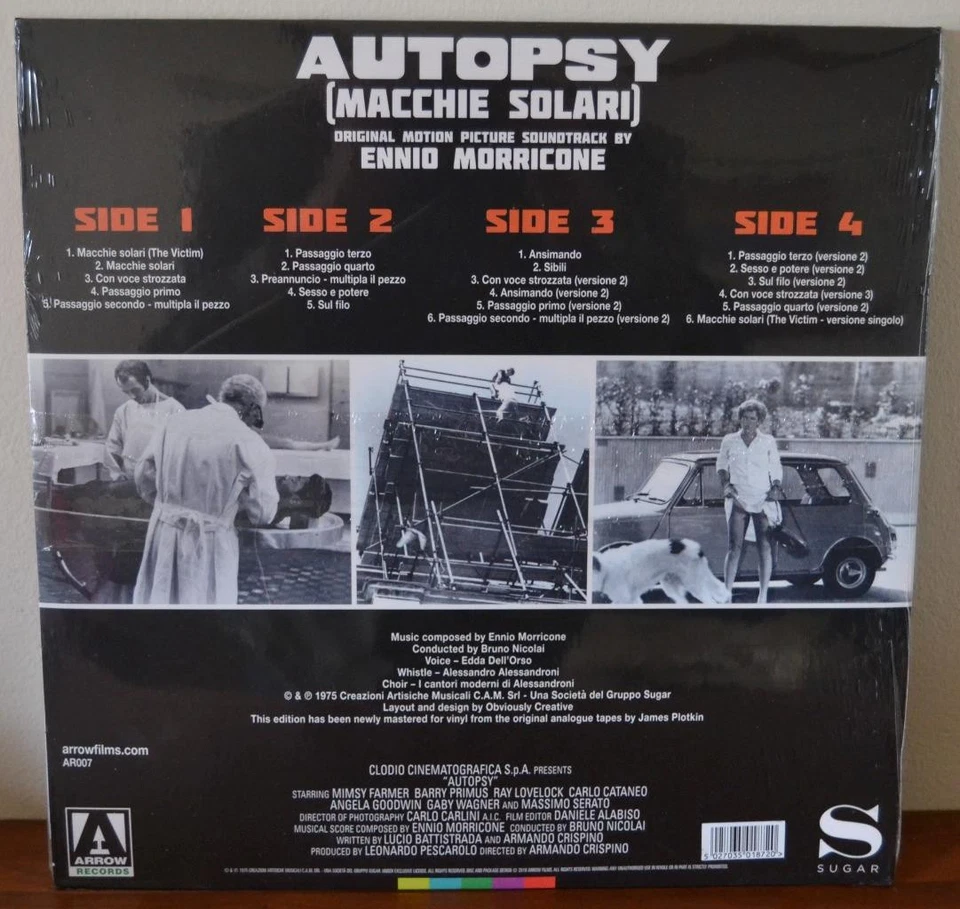 AUTOPSY
(MACCHIE SOLARI)
ORIGINAL MOTION PICTURE SOUNDTRACK BY
ENNIO MORRICONE
SIDE 1
1. Macchie solari (The Victim)
2. Macchie solari
3. Con voce strozzata
4. Passaggio primo
5. Passaggio secondo - multipla il pezzo
SIDE 2
1. Passaggio terzo
2. Passaggio quarto
3. Preannuncio - multipla il pezzo
4. Sesso e potere
5. Sul filo
SIDE 3
1. Ansimando
2. Sibili
3. Con voce strozzata (versione 2)
4. Ansimando (versione 2)
5. Passaggio primo (versione 2)
6. Passaggio secondo - multipla il pezzo (versione 2)
SIDE 4
1. Passaggio terzo (versione 2)
2. Sesso e potere (versione 2)
3. Sul filo (versione 2)
4. Con voce strozzata (versione 3)
5. Passaggio quarto (versione 2)
6. Macchie solari (The Victim - versione singolo)
Music composed by Ennio Morricone
Conducted by Bruno Nicolai
Voice – Edda Dell'Orso
Whistle – Alessandro Alessandroni
Choir – I cantori moderni di Alessandroni
© & ℗ 1975 Creazioni Artisiche Musicali C.A.M. Srl - Una Società del Gruppo Sugar
Layout and design by Obviously Creative
This edition has been newly mastered for vinyl from the original analogue tapes by James Plotkin
arrowfilms.com
AR007
CLODIO CINEMATOGRAFICA S.p.A. PRESENTS
"AUTOPSY"
STARRING MIMSY FARMER BARRY PRIMUS RAY LOVELOCK CARLO CATANEO
ANGELA GOODWIN GABY WAGNER AND MASSIMO SERATO
DIRECTOR OF PHOTOGRAPHY CARLO CARLINI A.I.C. FILM EDITOR DANIELE ALABISO
MUSICAL SCORE COMPOSED BY ENNIO MORRICONE CONDUCTED BY BRUNO NICOLAI
WRITTEN BY LUCIO BATTISTRADA AND ARMANDO CRISPINO
PRODUCED BY LEONARDO PESCAROLO DIRECTED BY ARMANDO CRISPINO
A
ARROW
RECORDS
5 027035 018720 >
S
SUGAR